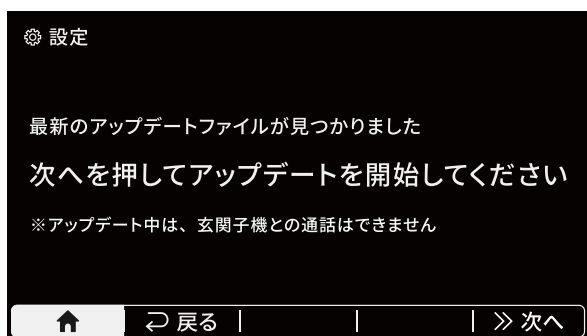 設定
最新のアップデートファイルが見つかりました
次へを押してアップデートを開始してください
※アップデート中は、玄関子機との通話はできません
戻る 次へ